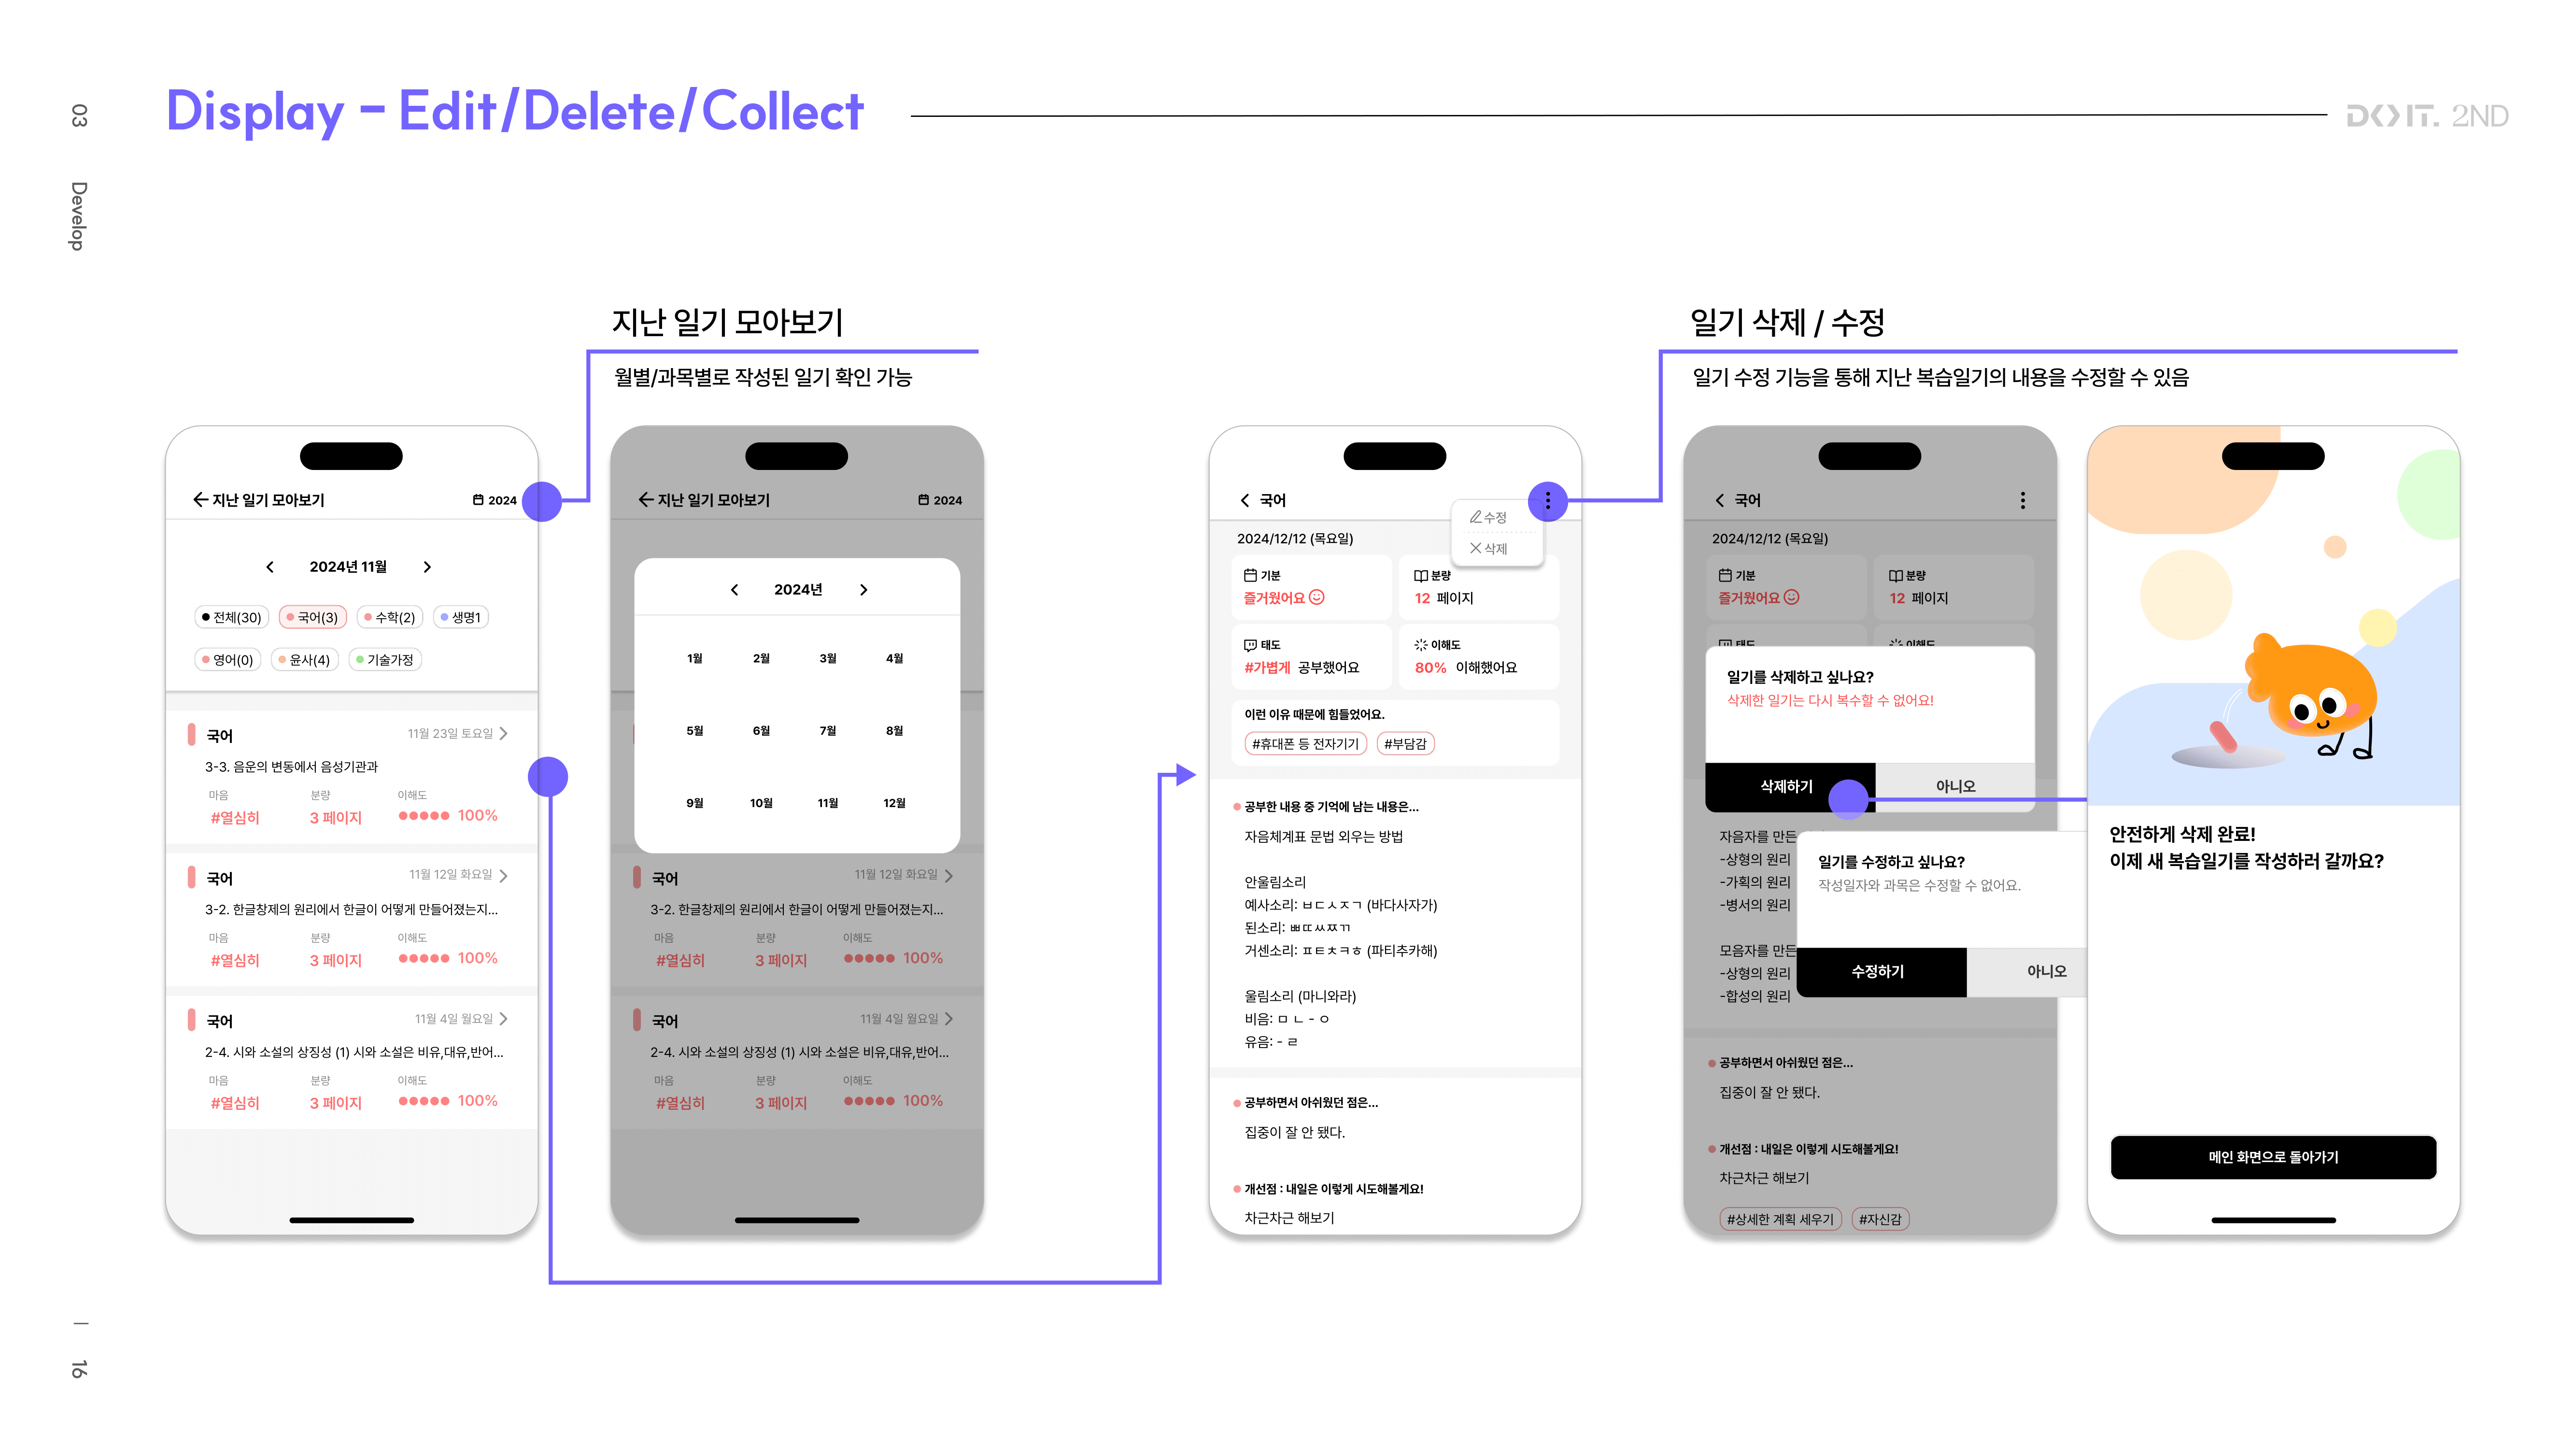 03
Develop
Display – Edit/Delete/Collect
DO IT. 2ND
지난 일기 모아보기
월별/과목별로 작성된 일기 확인 가능
일기 삭제 / 수정
일기 수정 기능을 통해 지난 복습일기의 내용을 수정할 수 있음
지난 일기 모아보기
2024
2024년 11월
전체(30) 국어(3) 수학(2) 생명1
영어(0) 윤사(4) 기술가정
국어 11월 23일 토요일
3-3. 음운의 변동에서 음성기관과
마음 분량 이해도
#열심히 3 페이지 100%
국어 11월 12일 화요일
3-2. 한글창제의 원리에서 한글이 어떻게 만들어졌는지...
마음 분량 이해도
#열심히 3 페이지 100%
국어 11월 4일 월요일
2-4. 시와 소설의 상징성 (1) 시와 소설은 비유,대유,반어...
마음 분량 이해도
#열심히 3 페이지 100%
지난 일기 모아보기
2024
2024년
1월 2월 3월 4월
5월 6월 7월 8월
9월 10월 11월 12월
국어 11월 12일 화요일
3-2. 한글창제의 원리에서 한글이 어떻게 만들어졌는지...
마음 분량 이해도
#열심히 3 페이지 100%
국어 11월 4일 월요일
2-4. 시와 소설의 상징성 (1) 시와 소설은 비유,대유,반어...
마음 분량 이해도
#열심히 3 페이지 100%
국어
수정
삭제
2024/12/12 (목요일)
기분 분량
즐거웠어요 12 페이지
태도 이해도
#가볍게 공부했어요 80% 이해했어요
이런 이유 때문에 힘들었어요.
#휴대폰 등 전자기기 #부담감
공부한 내용 중 기억에 남는 내용은...
자음체계표 문법 외우는 방법
안울림소리
예사소리: ㅂㄷㅅㅈㄱ (바다사자가)
된소리: ㅃㄸㅆㅉㄲ
거센소리: ㅍㅌㅊㅋㅎ (파티추카해)
울림소리 (마니와라)
비음: ㅁ ㄴ - ㅇ
유음: - ㄹ
공부하면서 아쉬웠던 점은...
집중이 잘 안 됐다.
개선점 : 내일은 이렇게 시도해볼게요!
차근차근 해보기
국어
2024/12/12 (목요일)
기분 분량
즐거웠어요 12 페이지
태도 이해도
일기를 삭제하고 싶나요?
삭제한 일기는 다시 복수할 수 없어요!
삭제하기 아니오
자음자를 만든
-상형의 원리
-가획의 원리
-병서의 원리
모음자를 만든
-상형의 원리
-합성의 원리
일기를 수정하고 싶나요?
작성일자와 과목은 수정할 수 없어요.
수정하기 아니오
공부하면서 아쉬웠던 점은...
집중이 잘 안 됐다.
개선점 : 내일은 이렇게 시도해볼게요!
차근차근 해보기
#상세한 계획 세우기 #자신감
안전하게 삭제 완료!
이제 새 복습일기를 작성하러 갈까요?
메인 화면으로 돌아가기
16